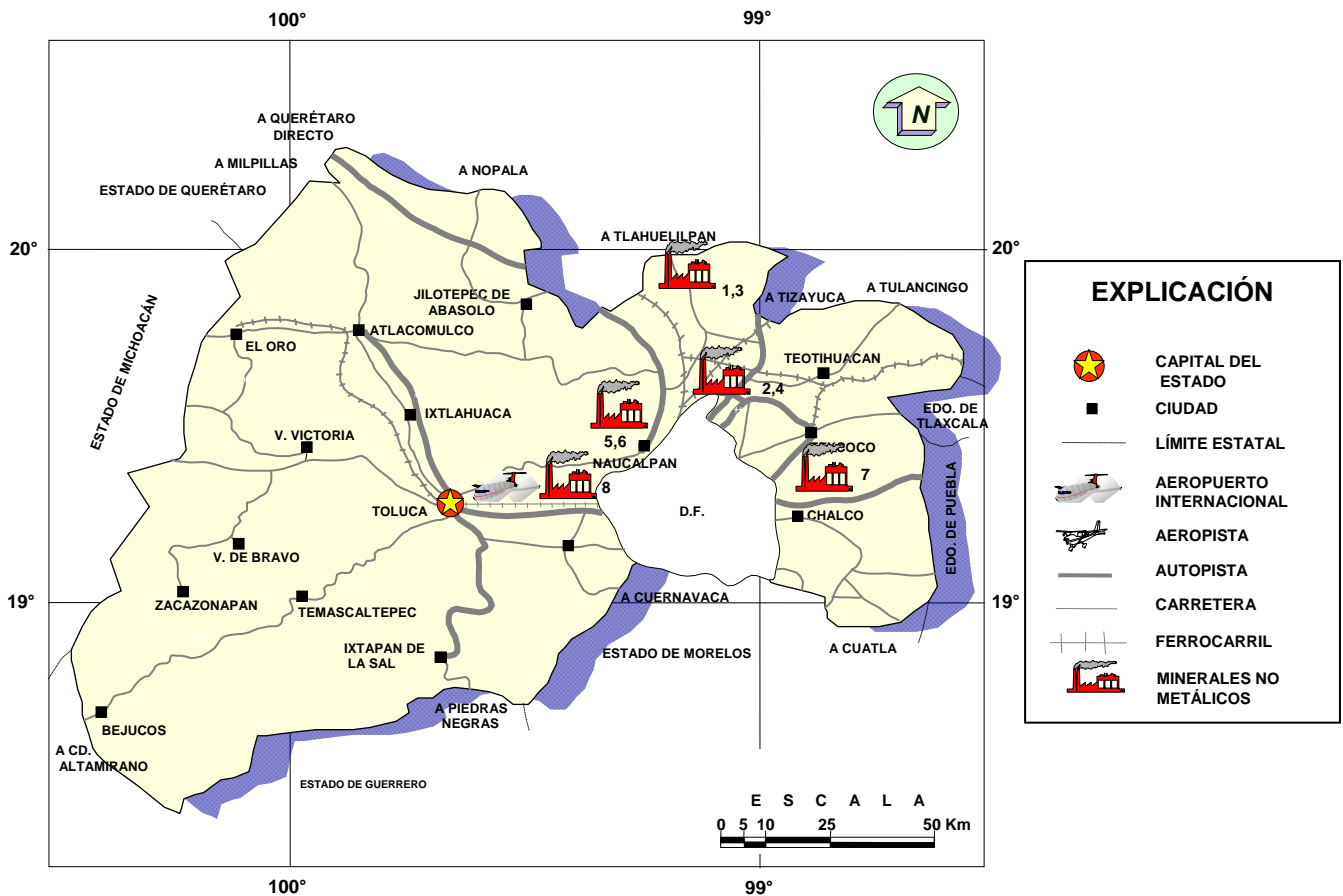 100°
99°
N
A QUERÉTARO
DIRECTO
A MILPILLAS
A NOPALA
ESTADO DE QUERÉTARO
A TLAHUELILPAN
20°
20°
1,3
A TIZAYUCA
A TULANCINGO
JILOTEPEC DE
ABASOLO
ESTADO DE MICHOACÁN
ATLACOMULCO
EL ORO
TEOTIHUACAN
2,4
IXTLAHUACA
EDO. DE
TLAXCALA
V. VICTORIA
5,6
NAUCALPAN
OCO
7
8
TOLUCA
D.F.
CHALCO
EDO. DE PUEBLA
V. DE BRAVO
ZACAZONAPAN
TEMASCALTEPEC
A CUERNAVACA
19°
19°
IXTAPAN DE
LA SAL
ESTADO DE MORELOS
A CUATLA
A PIEDRAS
NEGRAS
BEJUCOS
A CD.
ALTAMIRANO
ESTADO DE GUERRERO
E S C A L A
0 5 10 25 50 Km
100°
99°
EXPLICACIÓN
CAPITAL DEL
ESTADO
CIUDAD
LÍMITE ESTATAL
AEROPUERTO
INTERNACIONAL
AEROPISTA
AUTOPISTA
CARRETERA
FERROCARRIL
MINERALES NO
METÁLICOS